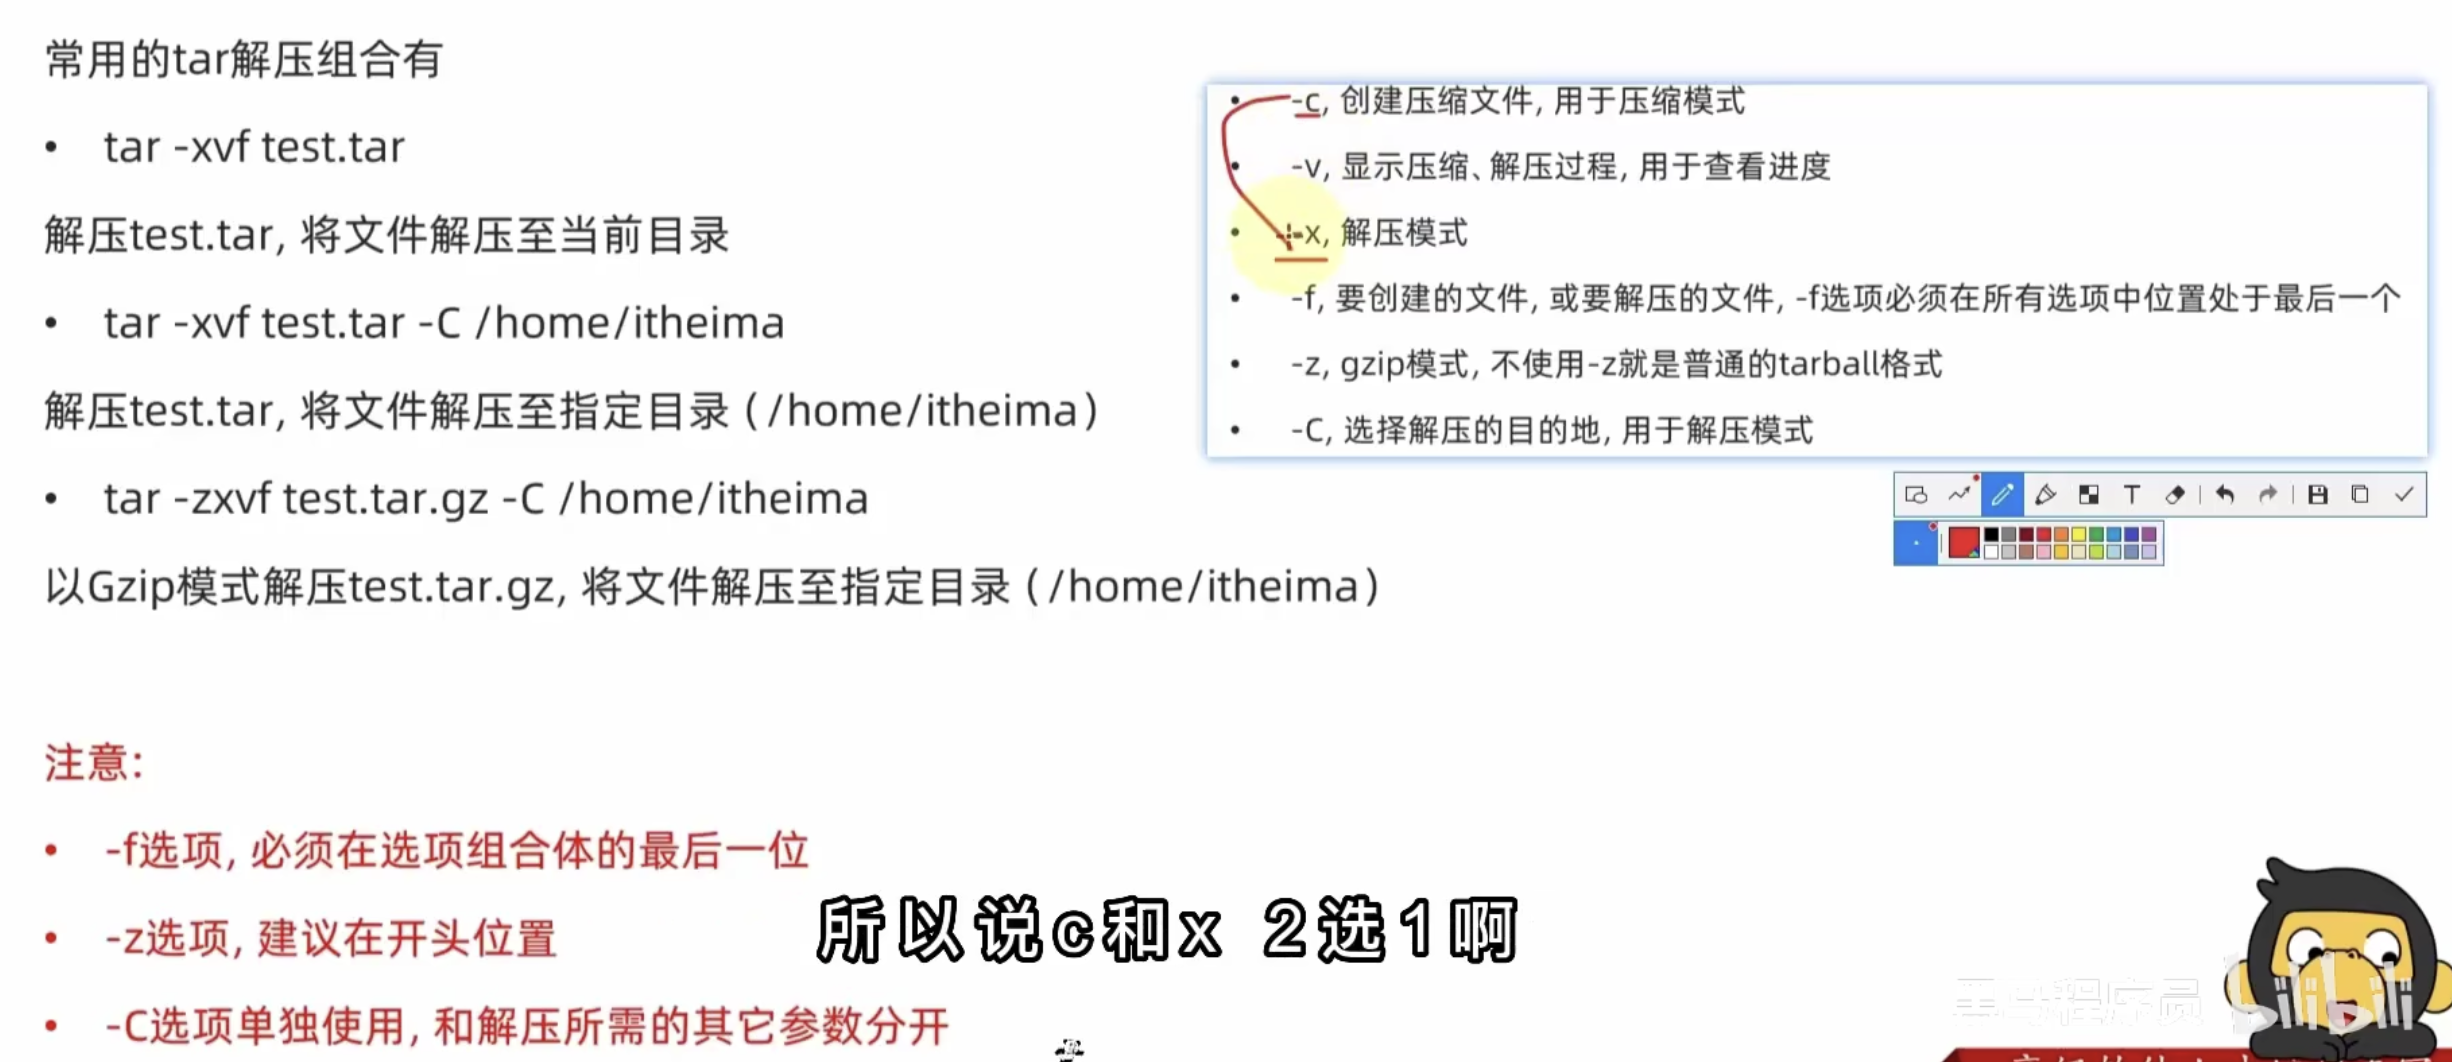 常用的tar解压组合有
• tar -xvf test.tar
解压test.tar, 将文件解压至当前目录
• tar -xvf test.tar -C /home/itheima
解压test.tar, 将文件解压至指定目录（/home/itheima）
• tar -zxvf test.tar.gz -C /home/itheima
以Gzip模式解压test.tar.gz, 将文件解压至指定目录（/home/itheima）
• -c, 创建压缩文件, 用于压缩模式
• -v, 显示压缩、解压过程, 用于查看进度
• -x, 解压模式
• -f, 要创建的文件, 或要解压的文件, -f选项必须在所有选项中位置处于最后一个
• -z, gzip模式, 不使用-z就是普通的tarball格式
• -C, 选择解压的目的地, 用于解压模式
T
注意:
• -f选项, 必须在选项组合体的最后一位
• -z选项, 建议在开头位置
• -C选项单独使用, 和解压所需的其它参数分开
所以说c和x 2选1啊
黑马程序员
bilibili